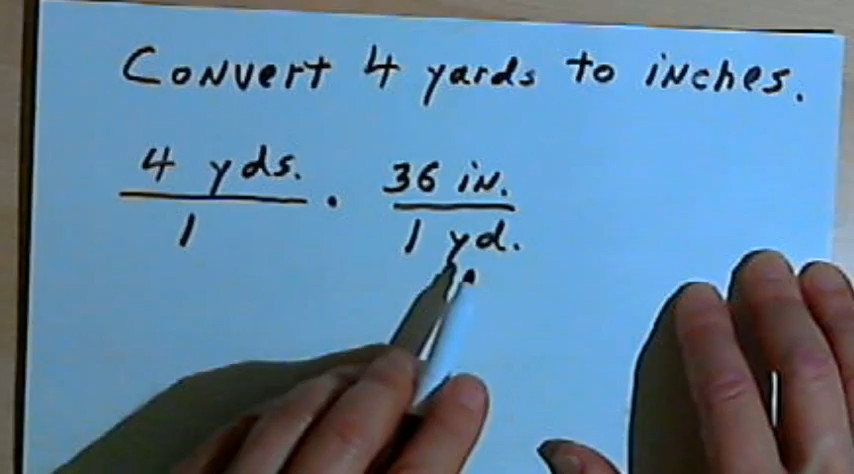 Convert 4 yards to inches.
4 yds. . 36 in.
1 1 yd.